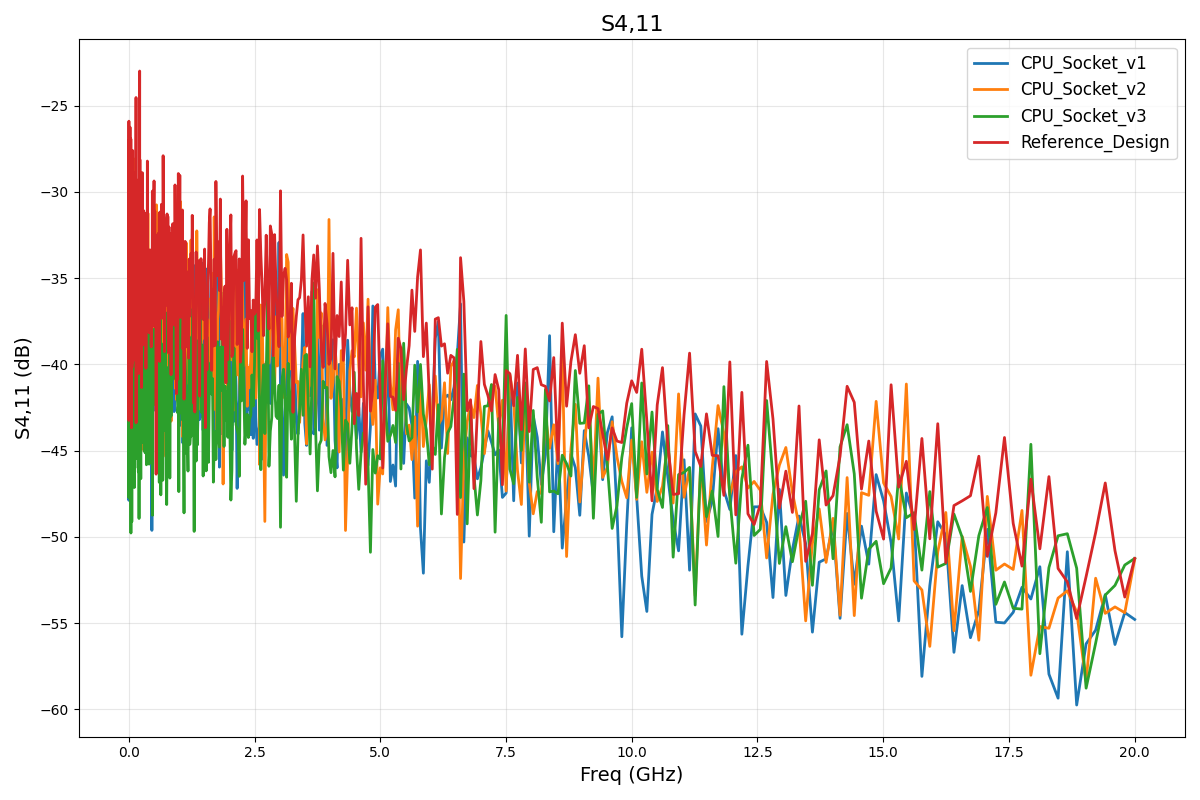 S4,11
CPU_Socket_v1
CPU_Socket_v2
CPU_Socket_v3
Reference_Design
−25
−30
−35
−40
−45
−50
−55
−60
S4,11 (dB)
0.0
2.5
5.0
7.5
10.0
12.5
15.0
17.5
20.0
Freq (GHz)